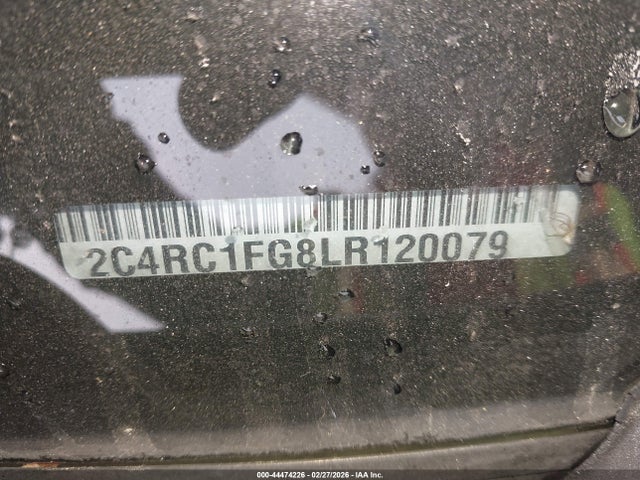 2C4RC1FG8LR120079
000-44474226 - 02/27/2026 - © IAA, Inc.